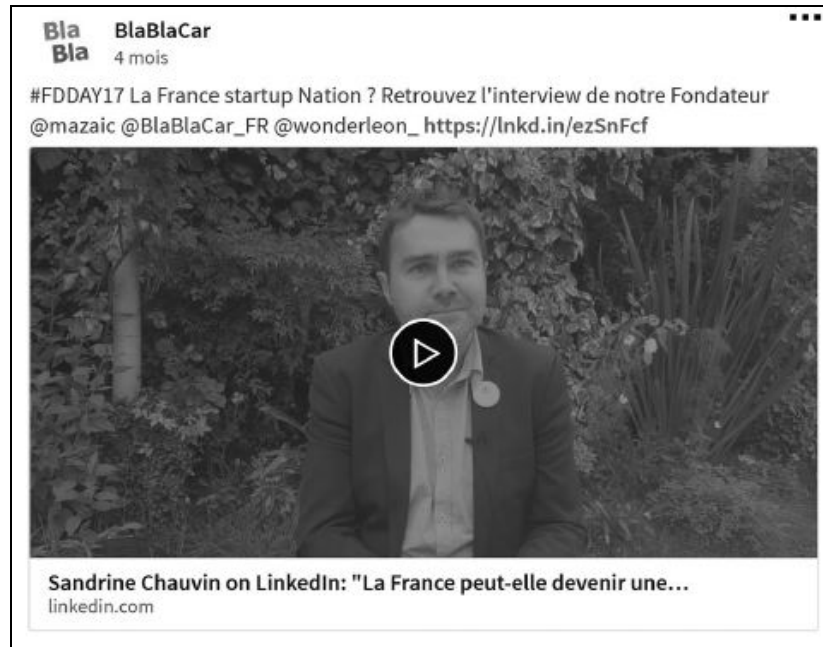 Bla
Bla
BlaBlaCar
4 mois
#FDDAY17 La France startup Nation ? Retrouvez l'interview de notre Fondateur
@mazaic @BlaBlaCar_FR @wonderleon_ https://lnkd.in/ezSnFcf
Sandrine Chauvin on LinkedIn: "La France peut-elle devenir une...
linkedin.com